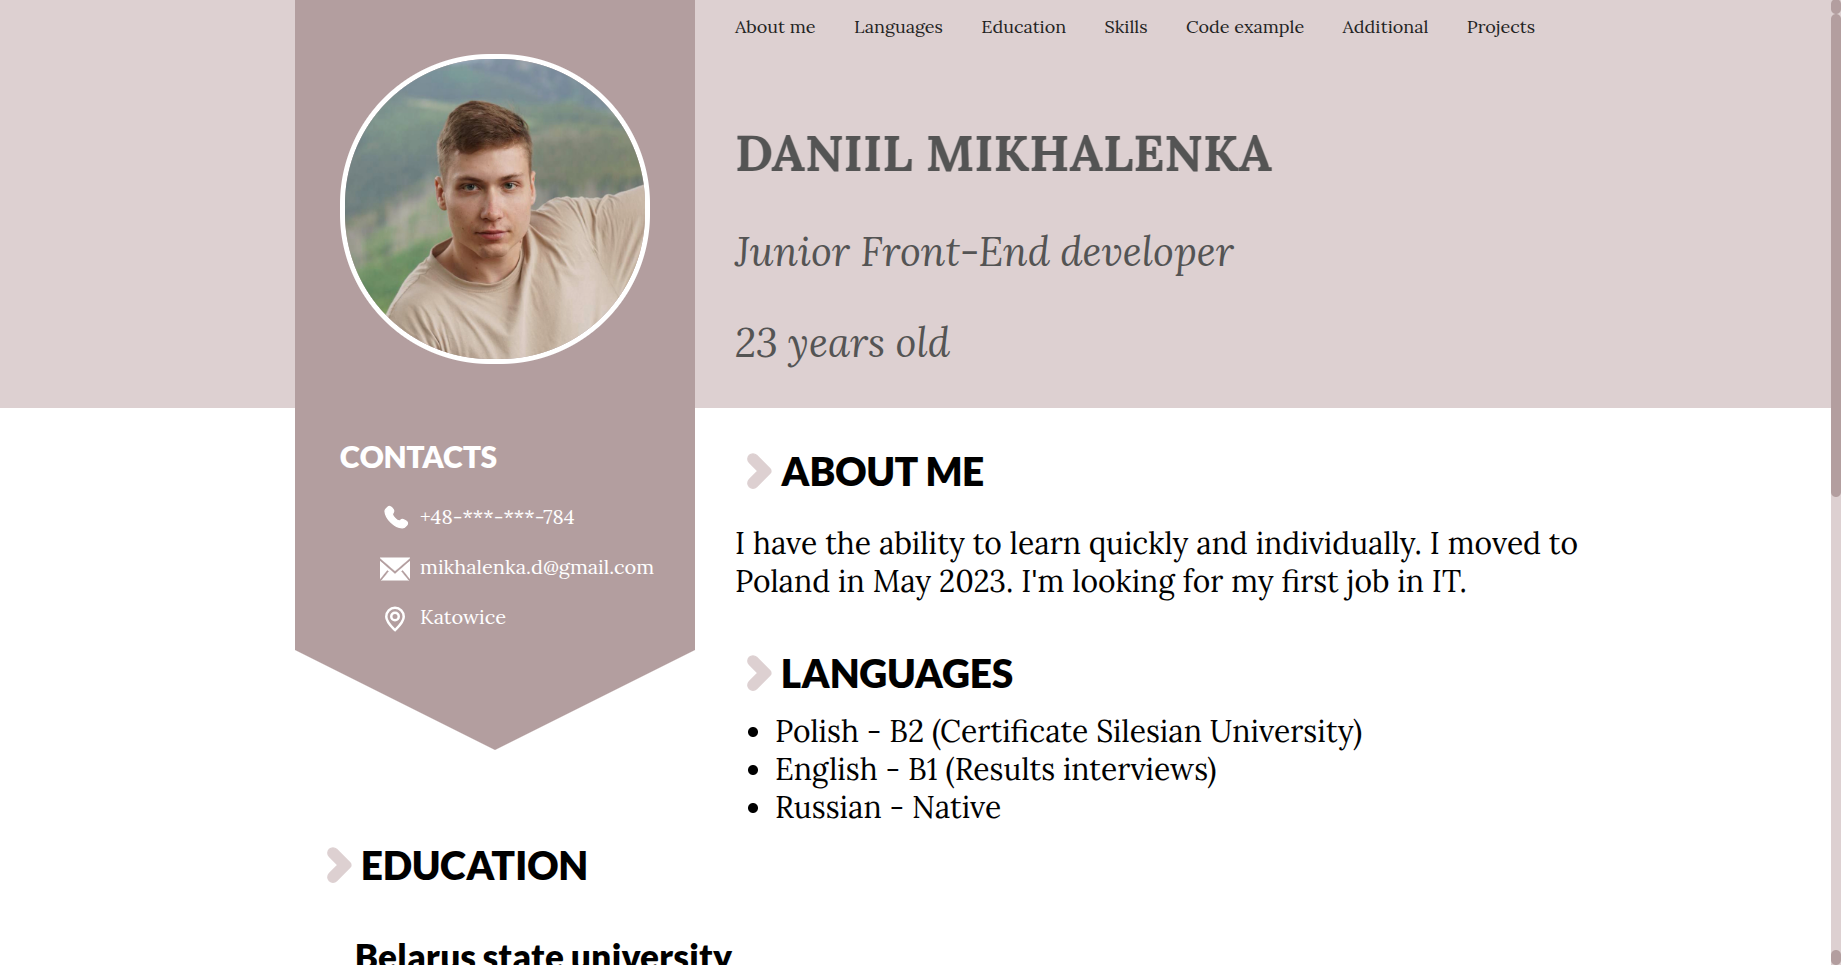 About me Languages Education Skills Code example Additional Projects
DANIIL MIKHALENKA
Junior Front-End developer
23 years old
CONTACTS
+48-***-***-784
mikhalenka.d@gmail.com
Katowice
ABOUT ME
I have the ability to learn quickly and individually. I moved to
Poland in May 2023. I'm looking for my first job in IT.
LANGUAGES
Polish - B2 (Certificate Silesian University)
English - B1 (Results interviews)
Russian - Native
EDUCATION
Belarus state university